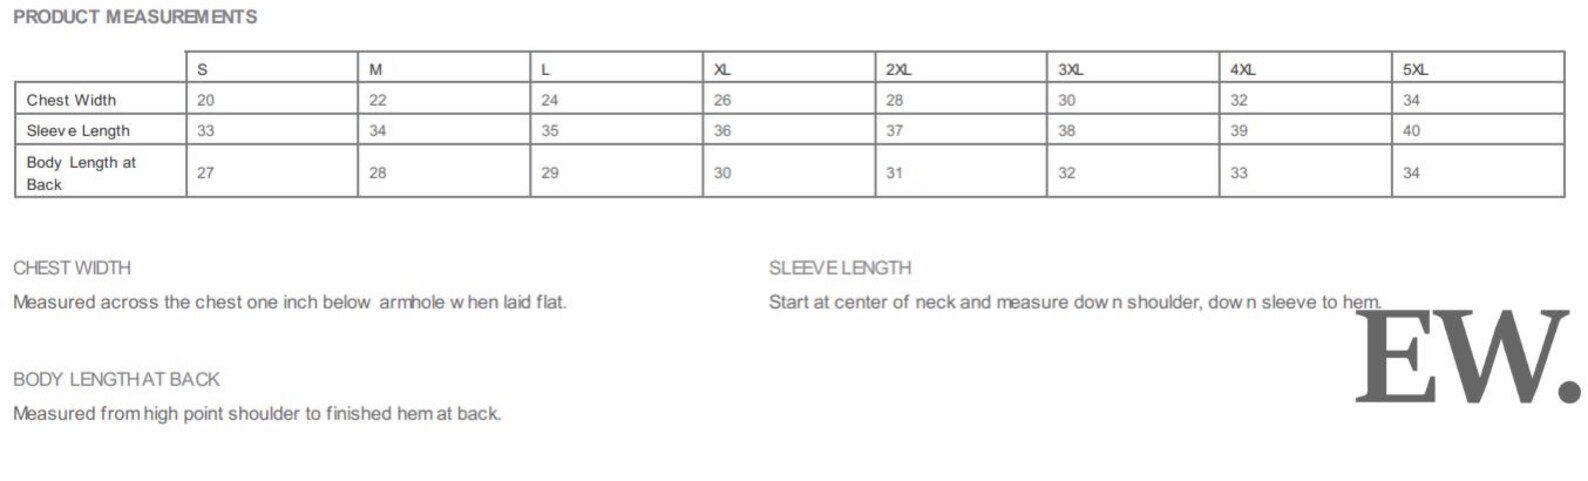 PRODUCT MEASUREMENTS
S M L XL 2XL 3XL 4XL 5XL
Chest Width 20 22 24 26 28 30 32 34
Sleeve Length 33 34 35 36 37 38 39 40
Body Length at
Back 27 28 29 30 31 32 33 34
CHEST WIDTH
Measured across the chest one inch below armhole when laid flat.
SLEEVE LENGTH
Start at center of neck and measure down shoulder, down sleeve to hem.
EW.
BODY LENGTH AT BACK
Measured from high point shoulder to finished hem at back.